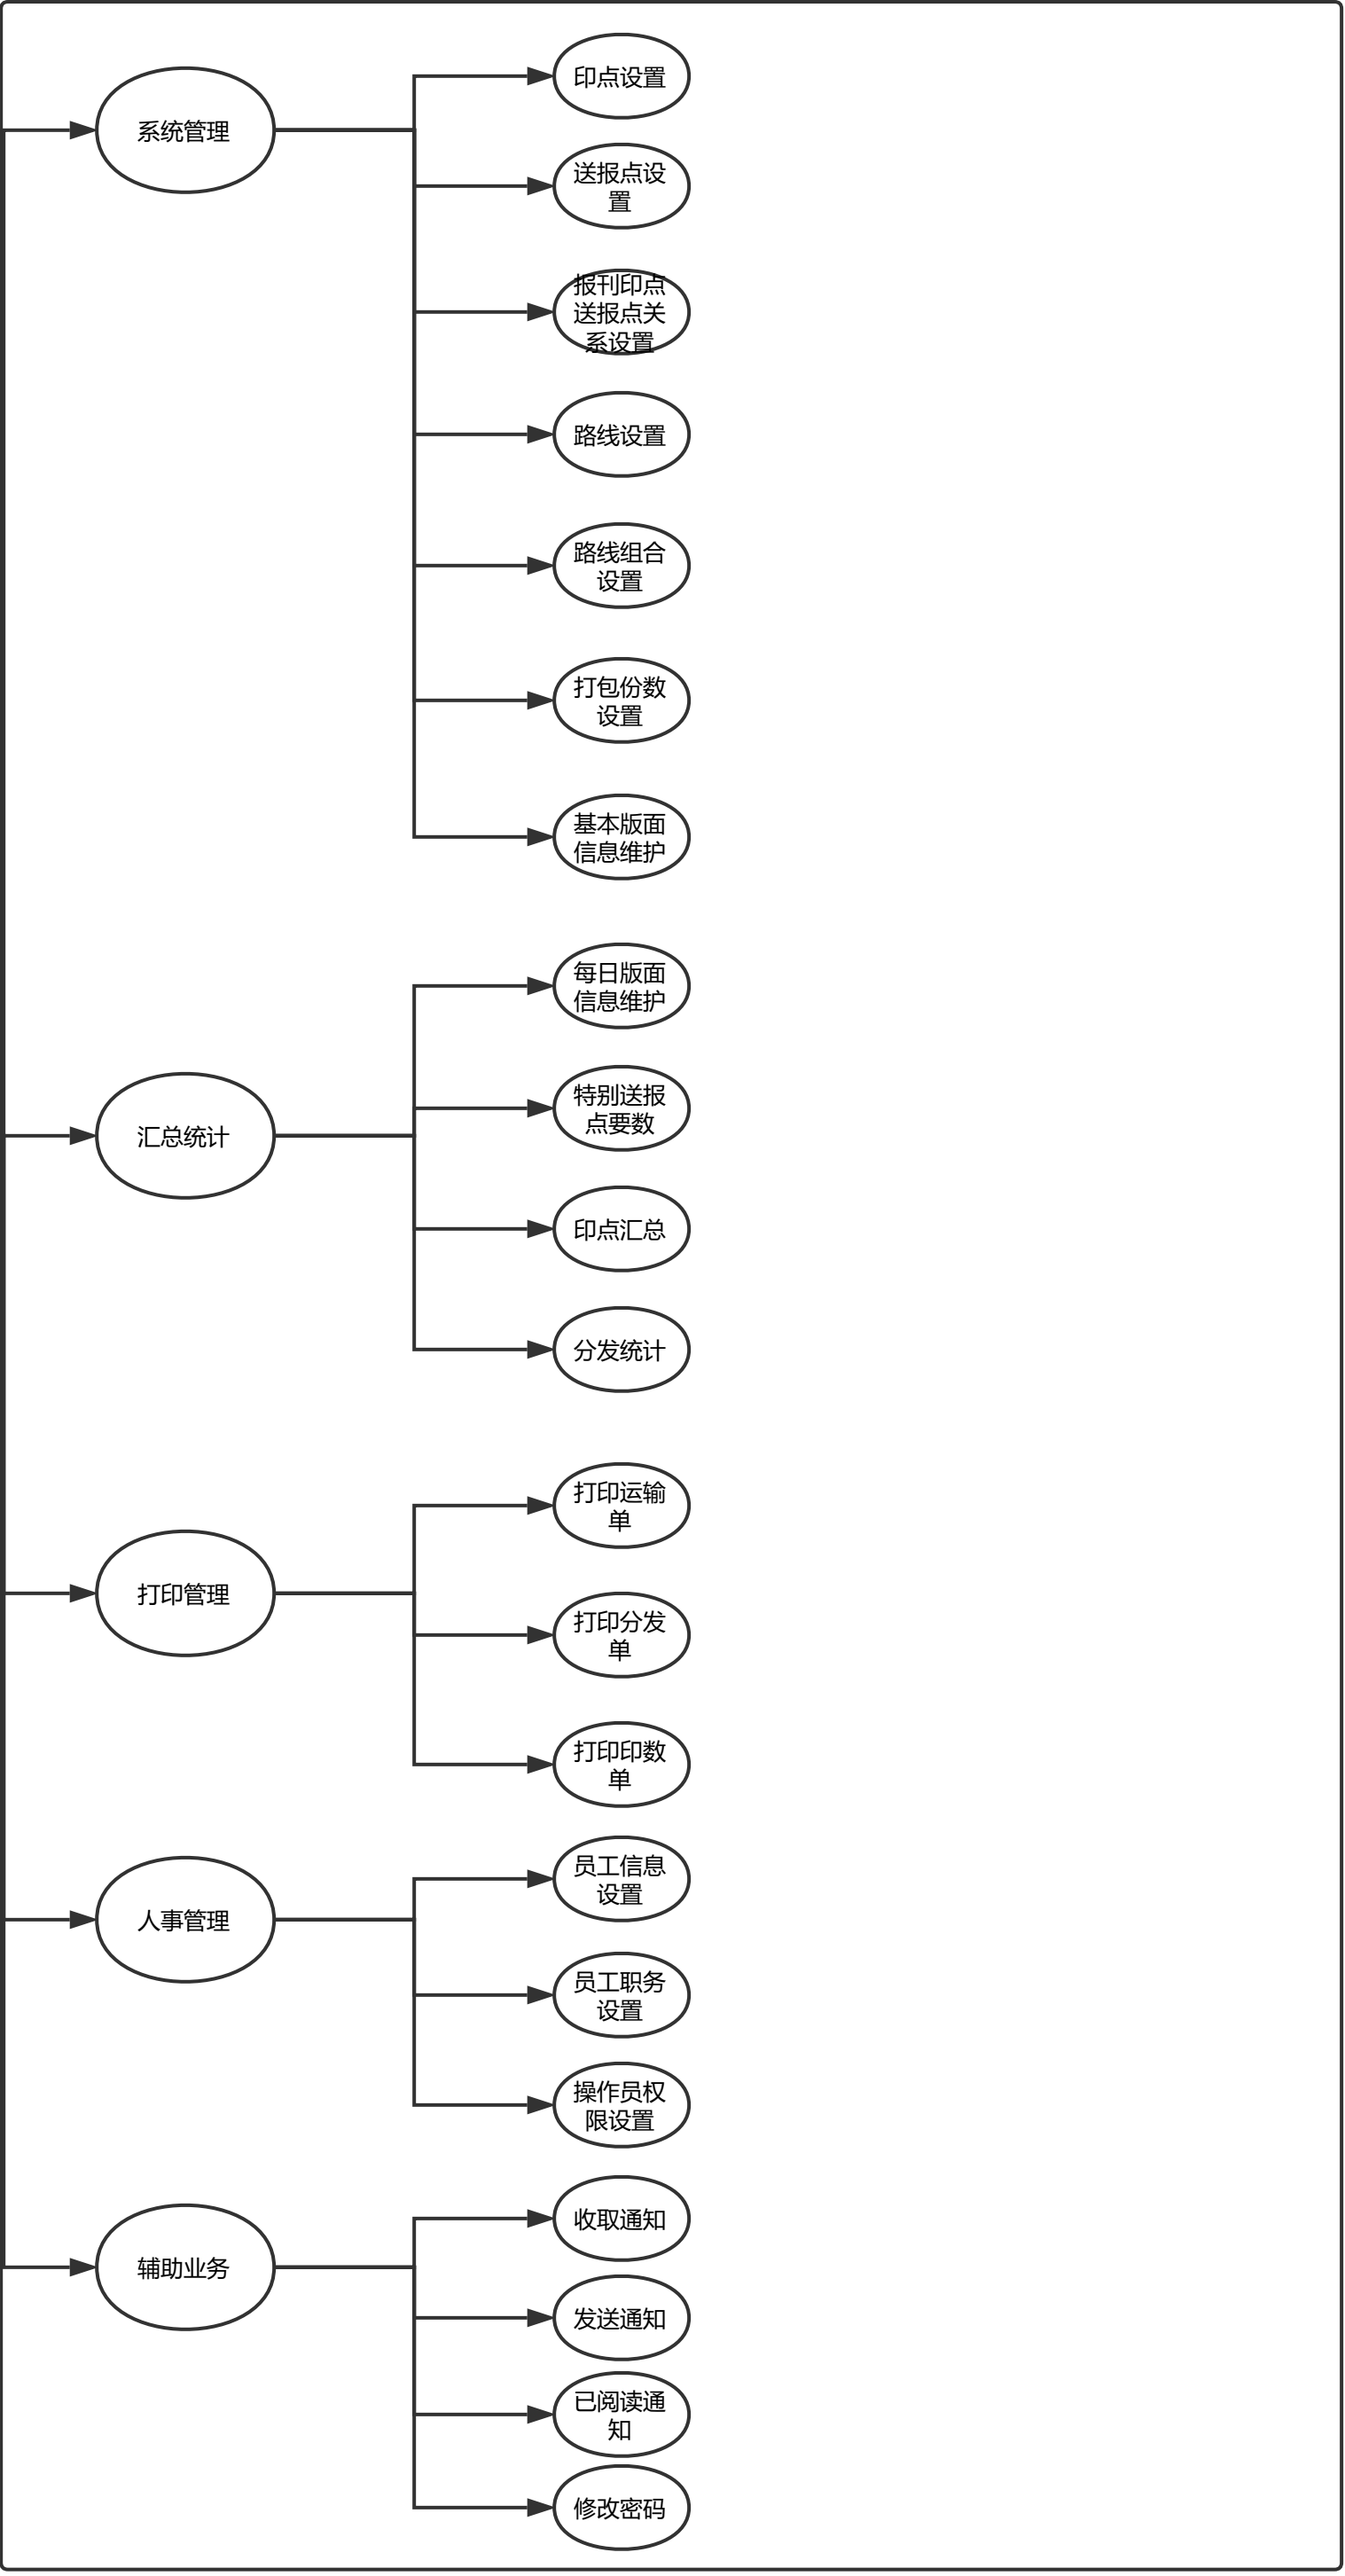 系统管理
印点设置
送报点设
置
报刊印点
送报点关
系设置
路线设置
路线组合
设置
打包份数
设置
基本版面
信息维护
汇总统计
每日版面
信息维护
特别送报
点要数
印点汇总
分发统计
打印管理
打印运输
单
打印分发
单
打印印数
单
人事管理
员工信息
设置
员工职务
设置
操作员权
限设置
辅助业务
收取通知
发送通知
已阅读通
知
修改密码